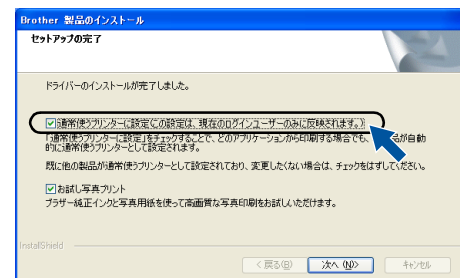 Brother 製品のインストール
セットアップの完了
ドライバーのインストールが完了しました。
通常使うプリンターに設定(この設定は、現在のログインユーザーのみに反映されます。)
「通常使うプリンターに設定」をチェックすることで、どのアプリケーションから印刷する場合でも、品が自動
的に通常使うプリンターとして設定されます。
既に他の製品が通常使うプリンターとして設定されており、変更したくない場合は、チェックをはずしてください。
お試し写真プリント
ブラザー純正インクと写真用紙を使って高画質な写真印刷をお試しいただけます。
InstallShield
< 戻る(B) 次へ (N)> キャンセル